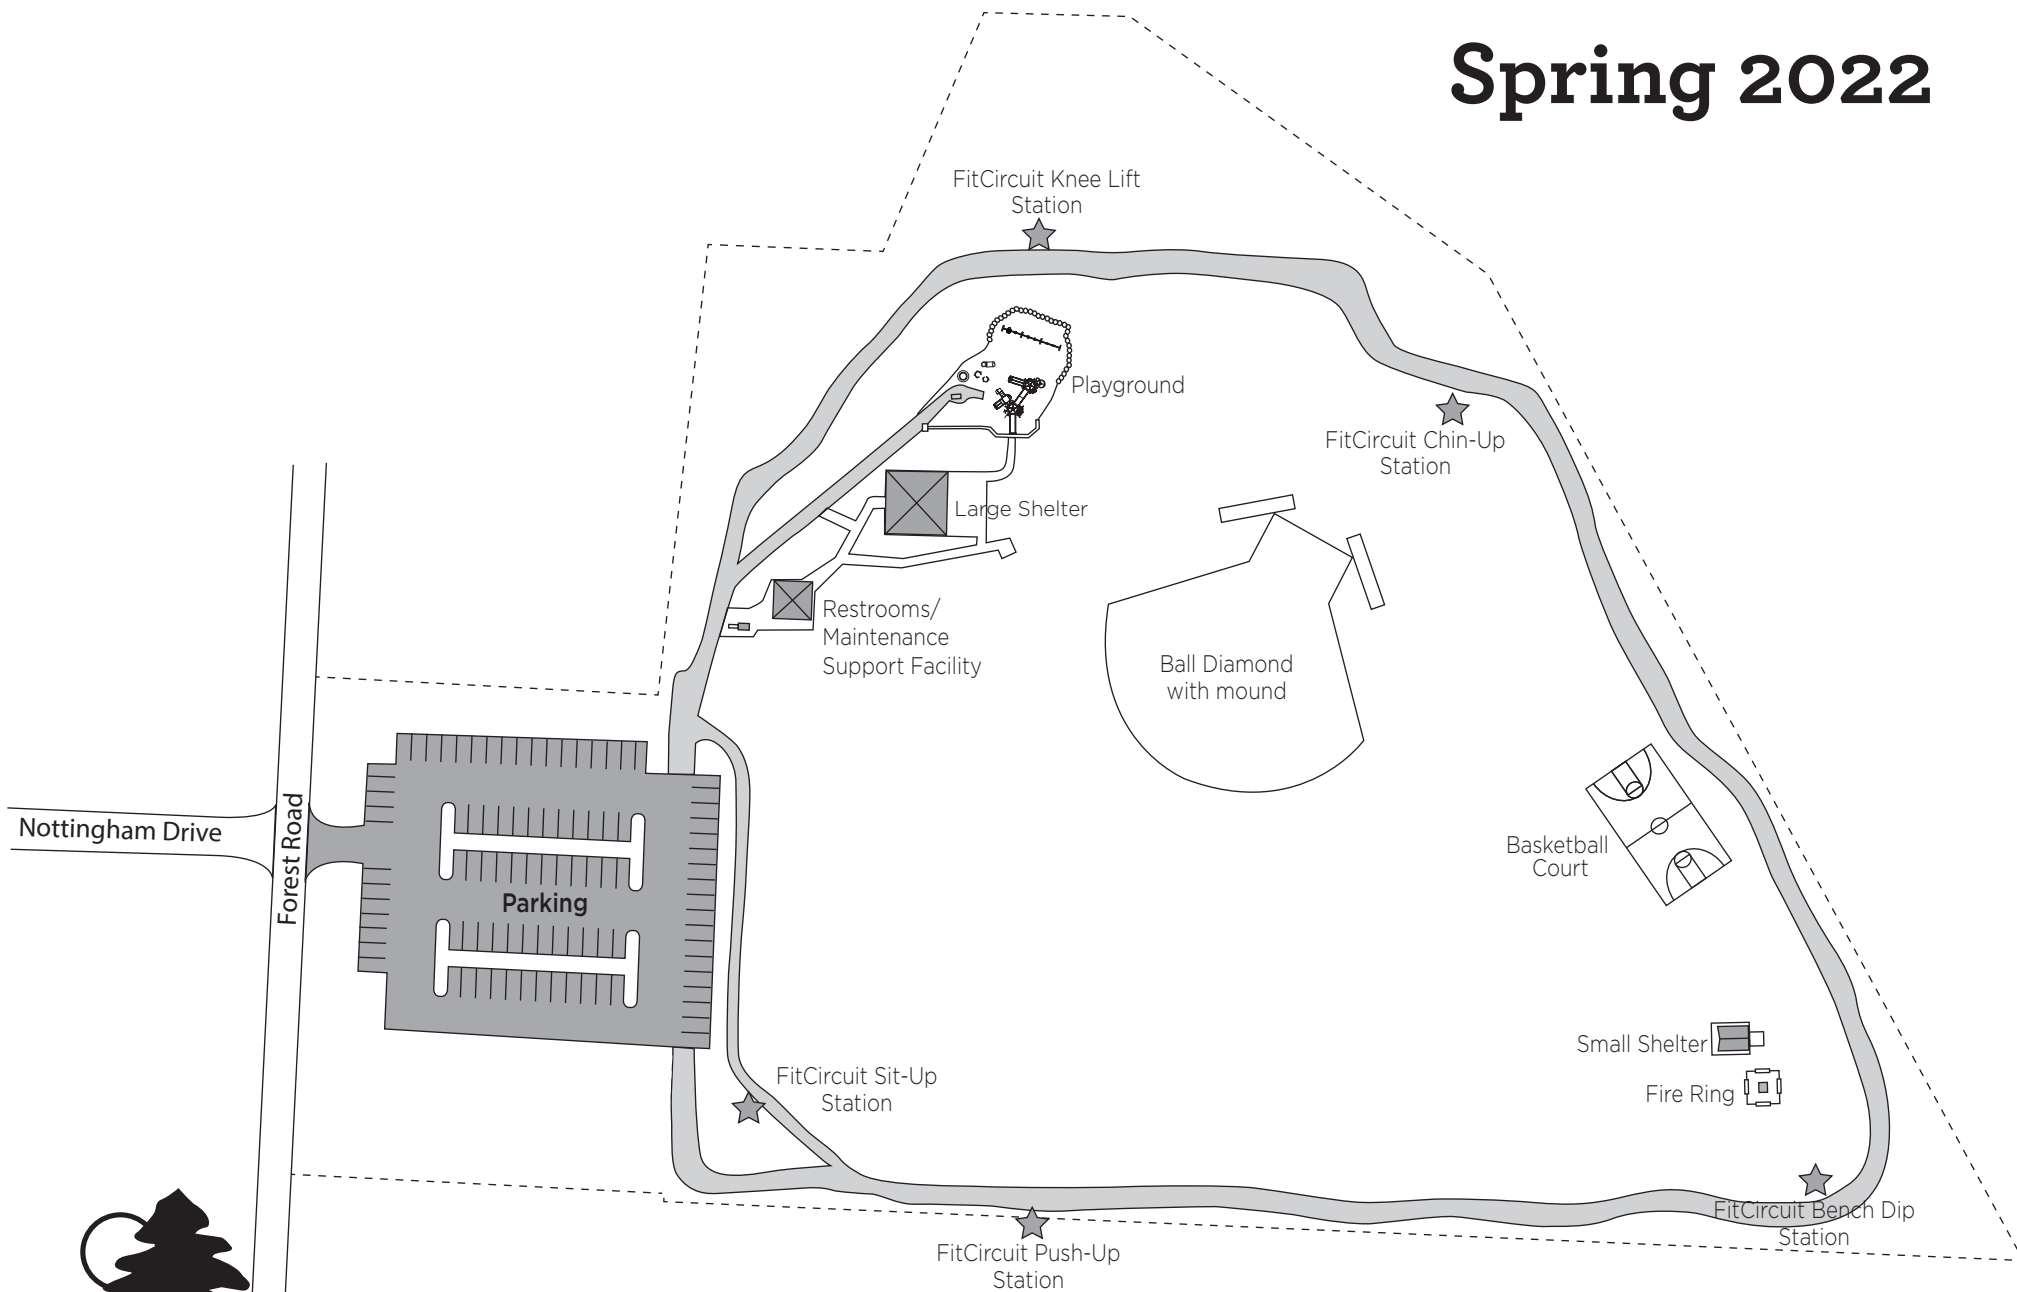 Spring 2022
FitCircuit Knee Lift
Station
Playground
FitCircuit Chin-Up
Station
Large Shelter
Restrooms/
Maintenance
Support Facility
Ball Diamond
with mound
Nottingham Drive
Forest Road
Parking
Basketball
Court
Small Shelter
Fire Ring
FitCircuit Sit-Up
Station
FitCircuit Bench Dip
Station
FitCircuit Push-Up
Station